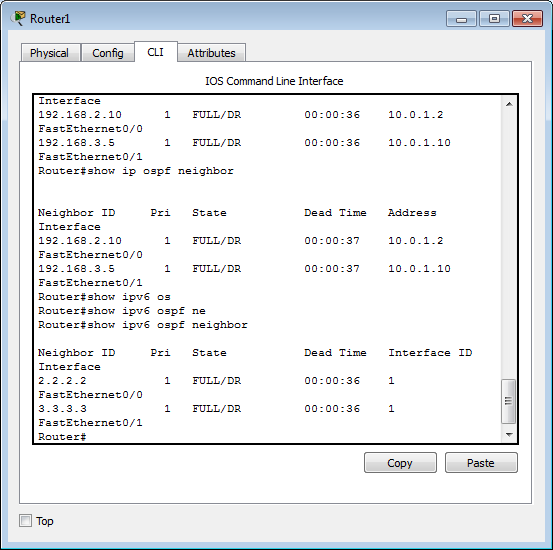 Router1
Physical Config CLI Attributes
IOS Command Line Interface
Interface
192.168.2.10 1 FULL/DR 00:00:36 10.0.1.2
FastEthernet0/0
192.168.3.5 1 FULL/DR 00:00:36 10.0.1.10
FastEthernet0/1
Router#show ip ospf neighbor
Neighbor ID Pri State Dead Time Address
Interface
192.168.2.10 1 FULL/DR 00:00:37 10.0.1.2
FastEthernet0/0
192.168.3.5 1 FULL/DR 00:00:37 10.0.1.10
FastEthernet0/1
Router#show ipv6 os
Router#show ipv6 ospf ne
Router#show ipv6 ospf neighbor
Neighbor ID Pri State Dead Time Interface ID
Interface
2.2.2.2 1 FULL/DR 00:00:36 1
FastEthernet0/0
3.3.3.3 1 FULL/DR 00:00:36 1
FastEthernet0/1
Router#
Copy Paste
Top